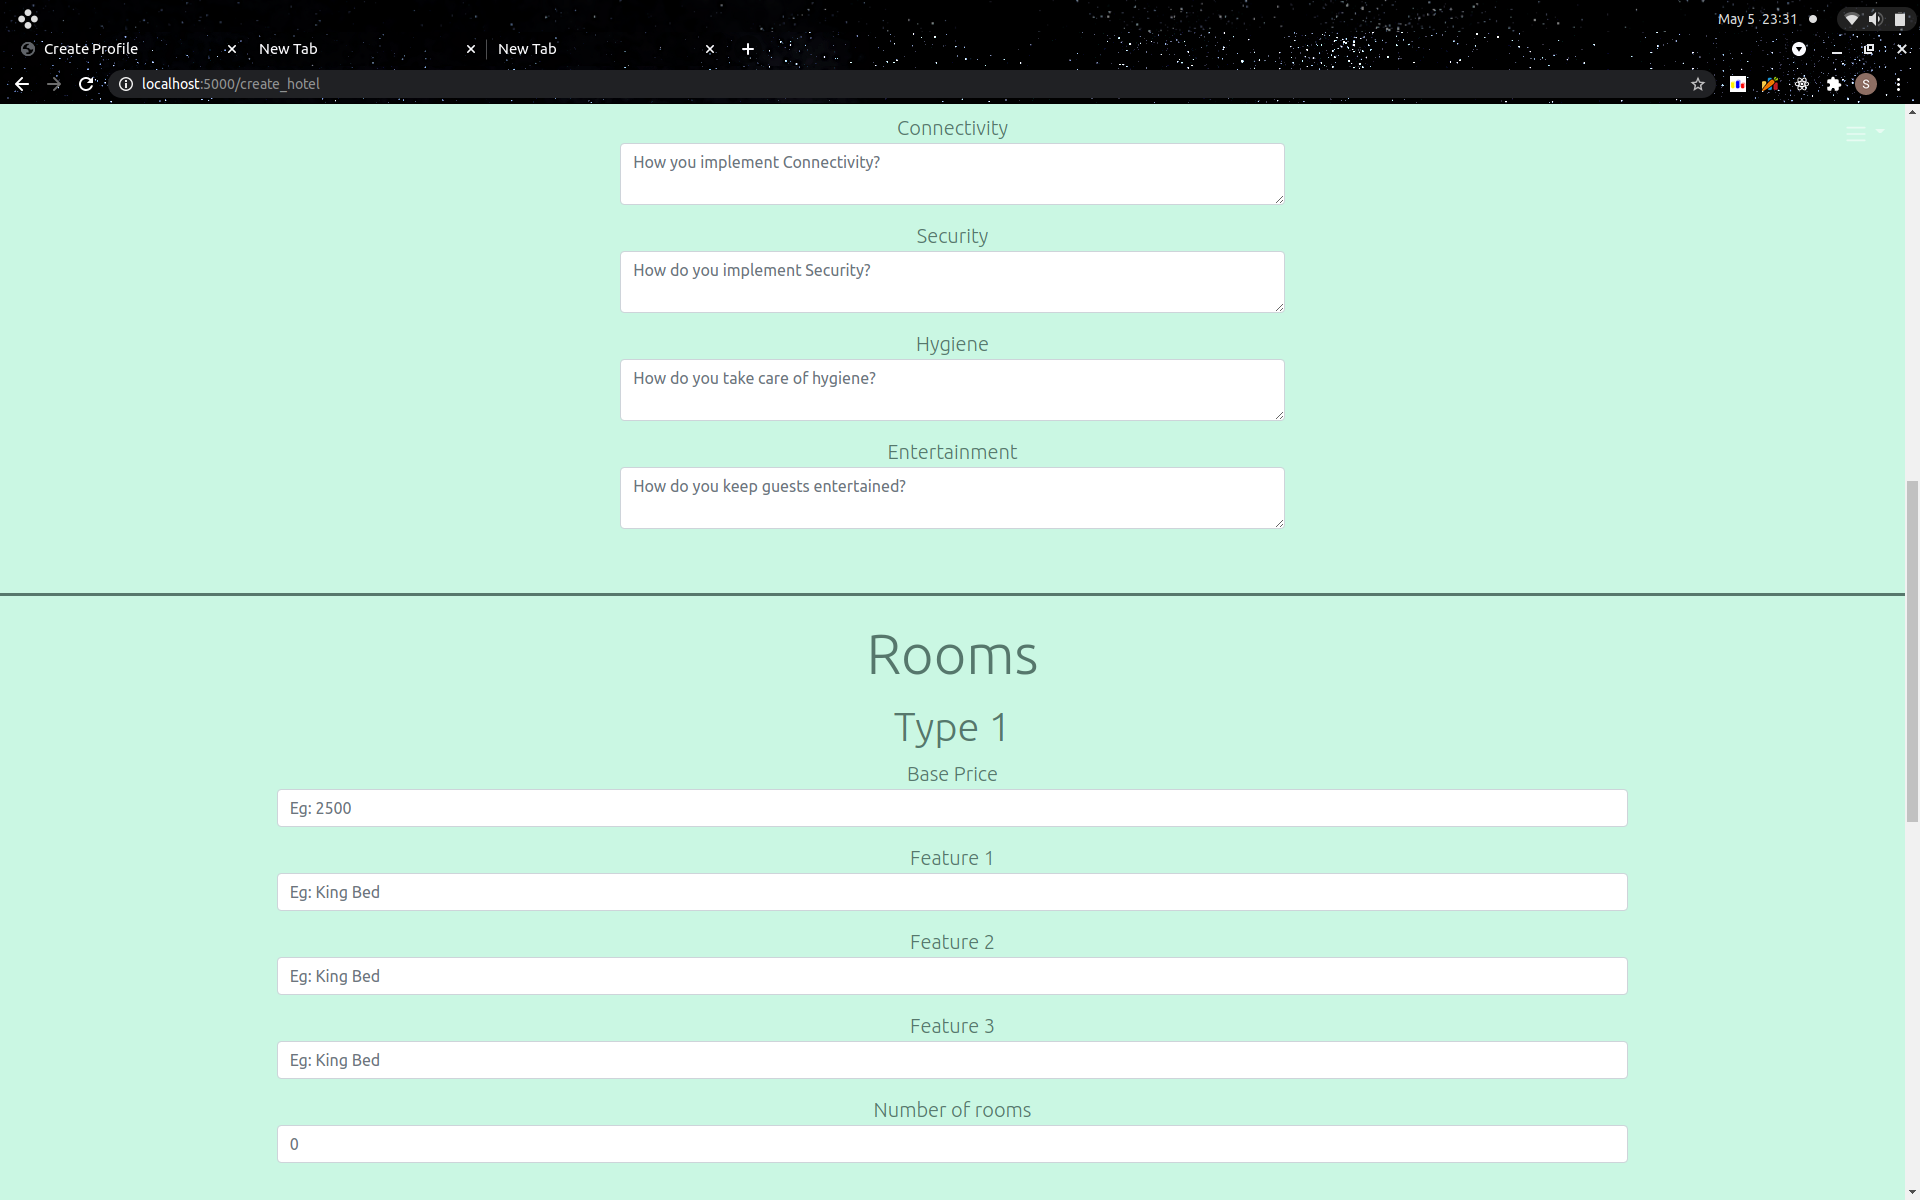 May 5 23:31
Create Profile
New Tab
New Tab
localhost:5000/create_hotel
S
Connectivity
How you implement Connectivity?
Security
How do you implement Security?
Hygiene
How do you take care of hygiene?
Entertainment
How do you keep guests entertained?
Rooms
Type 1
Base Price
Eg: 2500
Feature 1
Eg: King Bed
Feature 2
Eg: King Bed
Feature 3
Eg: King Bed
Number of rooms
0